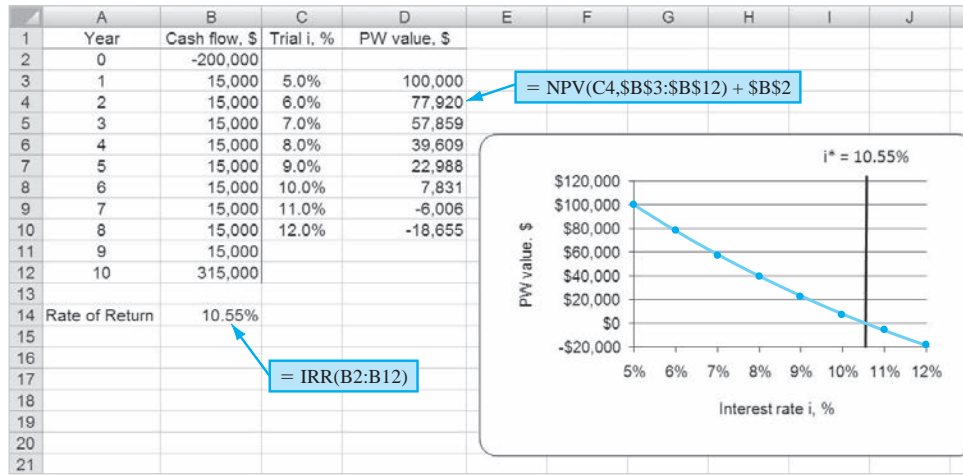 A B C D E F G H I J
1 Year Cash flow, $ Trial i, % PW value, $
2 0 -200,000
3 1 15,000 5.0% 100,000
4 2 15,000 6.0% 77,920
5 3 15,000 7.0% 57,859
6 4 15,000 8.0% 39,609
7 5 15,000 9.0% 22,988
8 6 15,000 10.0% 7,831
9 7 15,000 11.0% -6,006
10 8 15,000 12.0% -18,655
11 9 15,000
12 10 315,000
13
14 Rate of Return 10.55%
15
16
17
18
19
20
21
= NPV(C4,$B$3:$B$12) + $B$2
= IRR(B2:B12)
i* = 10.55%
$120,000
$100,000
$80,000
$60,000
$40,000
$20,000
$0
-$20,000
PW value, $
5% 6% 7% 8% 9% 10% 11% 12%
Interest rate i, %